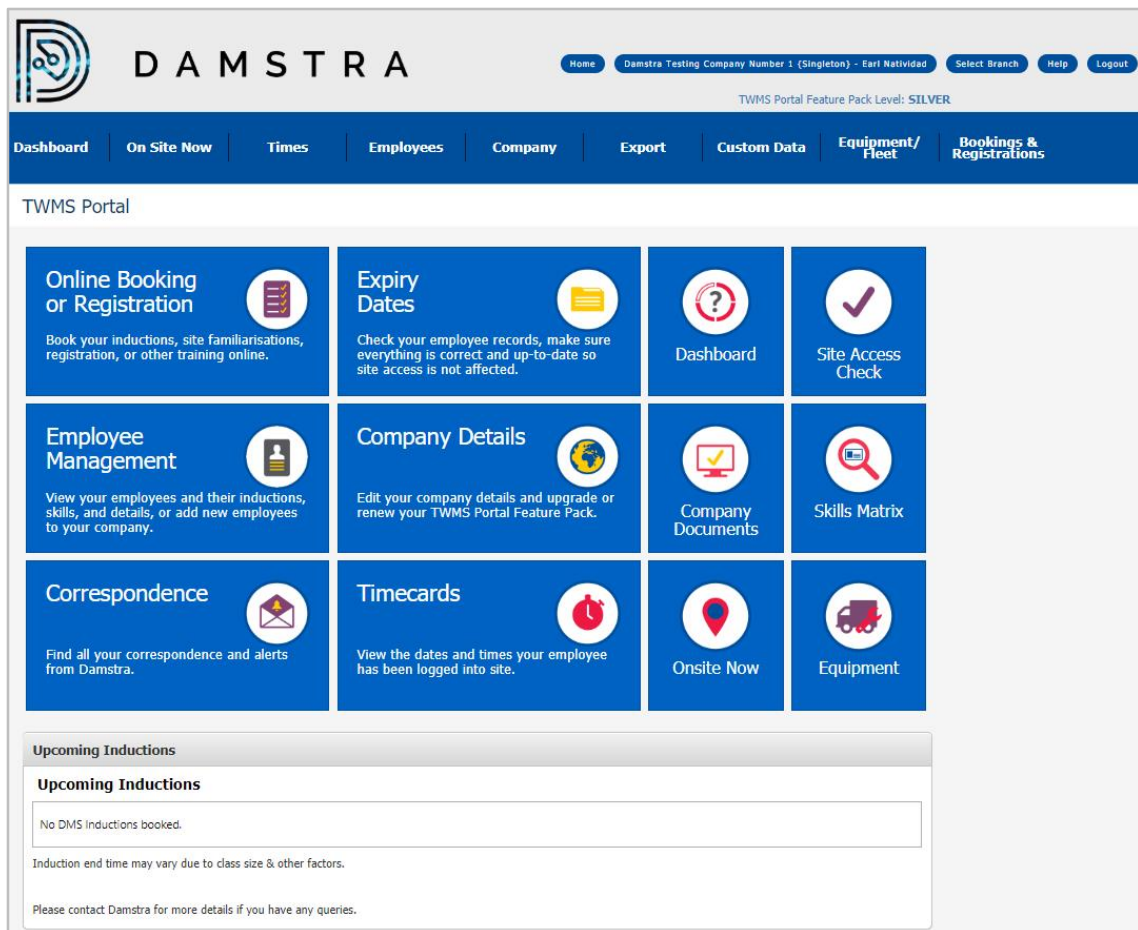 DAMSTRA
Home
Damstra Testing Company Number 1 {Singleton} - Earl Natividad
Select Branch
Help
Logout
TWMS Portal Feature Pack Level: SILVER
Dashboard
On Site Now
Times
Employees
Company
Export
Custom Data
Equipment/
Fleet
Bookings &
Registrations
TWMS Portal
Online Booking
or Registration
Book your inductions, site familiarisations,
registration, or other training online.
Expiry
Dates
Check your employee records, make sure
everything is correct and up-to-date so
site access is not affected.
Dashboard
Site Access
Check
Employee
Management
View your employees and their inductions,
skills, and details, or add new employees
to your company.
Company Details
Edit your company details and upgrade or
renew your TWMS Portal Feature Pack.
Company
Documents
Skills Matrix
Correspondence
Find all your correspondence and alerts
from Damstra.
Timecards
View the dates and times your employee
has been logged into site.
Onsite Now
Equipment
Upcoming Inductions
Upcoming Inductions
No DMS Inductions booked.
Induction end time may vary due to class size & other factors.
Please contact Damstra for more details if you have any queries.